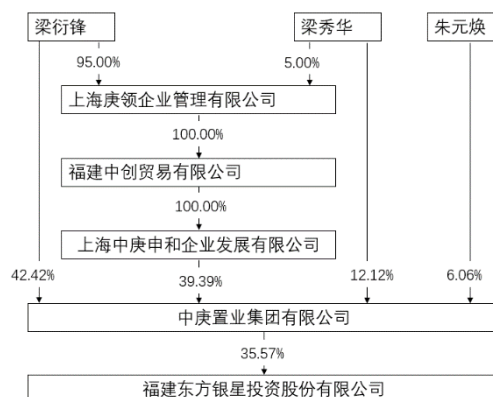 梁衍锋 梁秀华 朱元焕
95.00% 5.00%
上海庚领企业管理有限公司
100.00%
福建中创贸易有限公司
100.00%
上海中庚申和企业发展有限公司
42.42% 39.39% 12.12% 6.06%
中庚置业集团有限公司
35.57%
福建东方银星投资股份有限公司